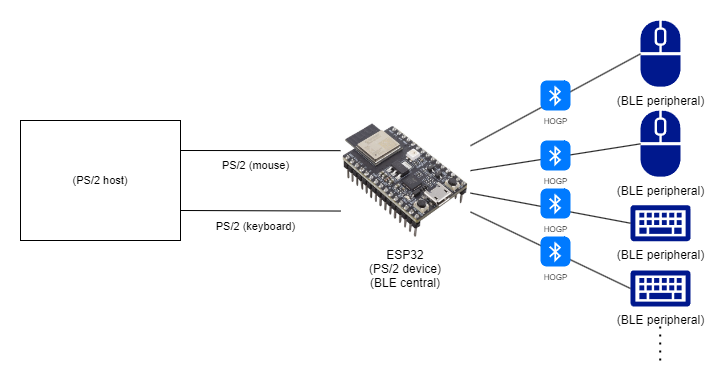 (BLE peripheral)
HOGP
PS/2 (mouse)
(PS/2 host)
HOGP
(BLE peripheral)
PS/2 (keyboard)
HOGP
ESP32
(PS/2 device)
(BLE central)
(BLE peripheral)
HOGP
(BLE peripheral)